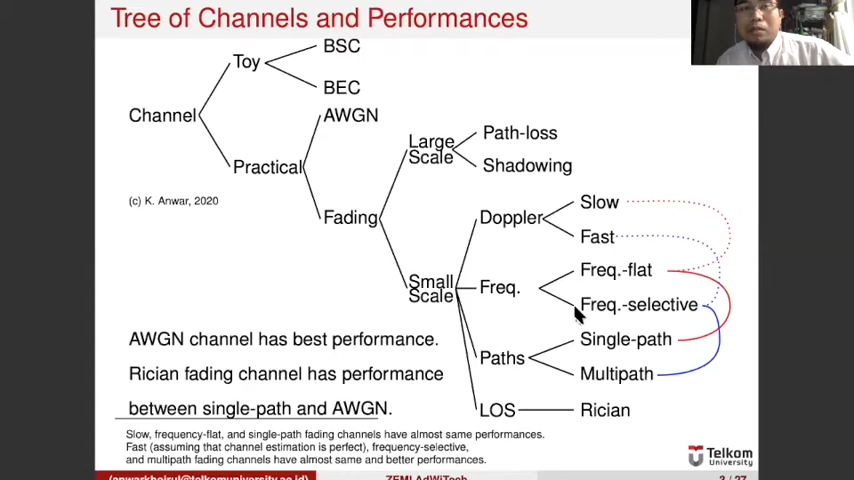 Tree of Channels and Performances
BSC
Toy
BEC
Channel
AWGN
Large
Scale
Path-loss
Practical
Shadowing
(c) K. Anwar, 2020
Slow
Fading
Doppler
Fast
Freq.-flat
Small
Scale
Freq.
Freq.-selective
AWGN channel has best performance.
Single-path
Paths
Rician fading channel has performance
Multipath
between single-path and AWGN.
LOS
Rician
Slow, frequency-flat, and single-path fading channels have almost same performances.
Fast (assuming that channel estimation is perfect), frequency-selective,
and multipath fading channels have almost same and better performances.
Telkom
University
(anwarkhoirul@telkomuniversity.ac.id)
ZEMI AdWiTech
3 / 27